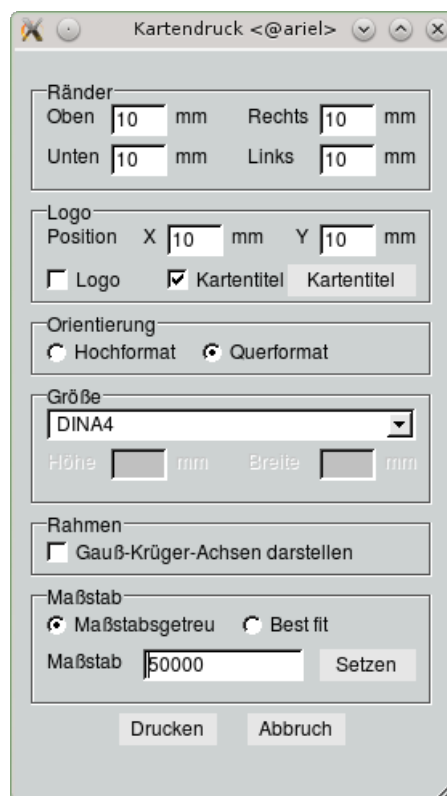 Kartendruck <@ariel>
Ränder
Oben 10 mm Rechts 10 mm
Unten 10 mm Links 10 mm
Logo
Position X 10 mm Y 10 mm
Logo Kartentitel Kartentitel
Orientierung
Hochformat Querformat
Größe
DINA4
Höhe mm Breite mm
Rahmen
Gauß-Krüger-Achsen darstellen
Maßstab
Maßstabsgetreu Best fit
Maßstab 50000 Setzen
Drucken Abbruch